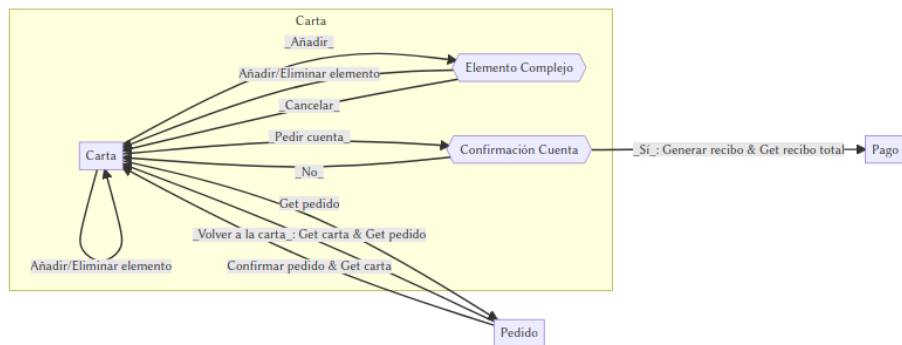 Carta
_Añadir_
Elemento Complejo
Añadir/Eliminar elemento
_Cancelar_
_Pedir cuenta_
Carta
Confirmación Cuenta
_Sí_: Generar recibo & Get recibo total
Pago
_No_
Get pedido
_Volver a la carta_: Get carta & Get pedido
Añadir/Eliminar elemento
Confirmar pedido & Get carta
Pedido